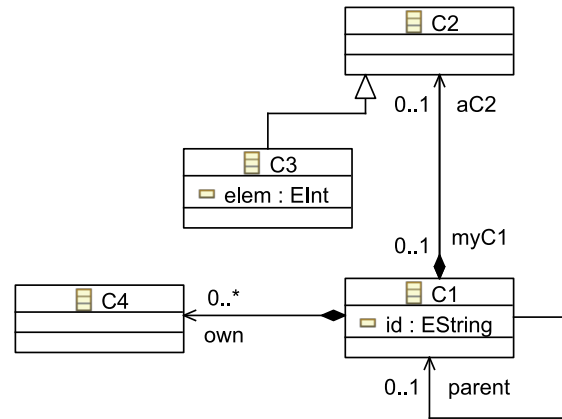 C2
0..1 aC2
C3
elem : EInt
0..1 myC1
C4
0..*
own
C1
id : EString
0..1 parent